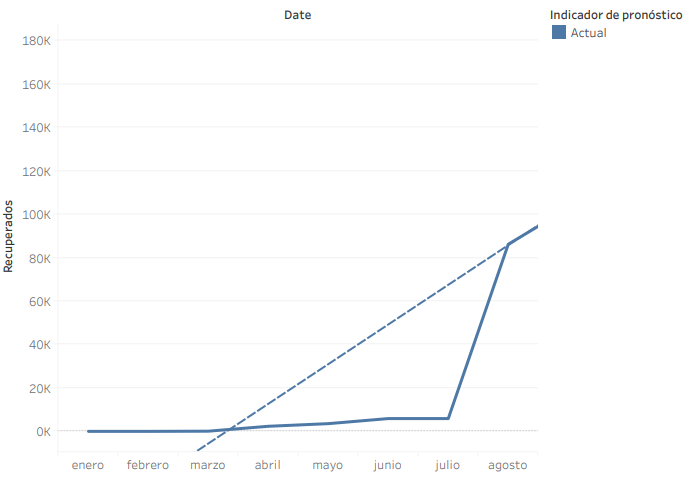 Date
Indicador de pronóstico
Actual
Recuperados
180K
160K
140K
120K
100K
80K
60K
40K
20K
0K
enero
febrero
marzo
abril
mayo
junio
julio
agosto